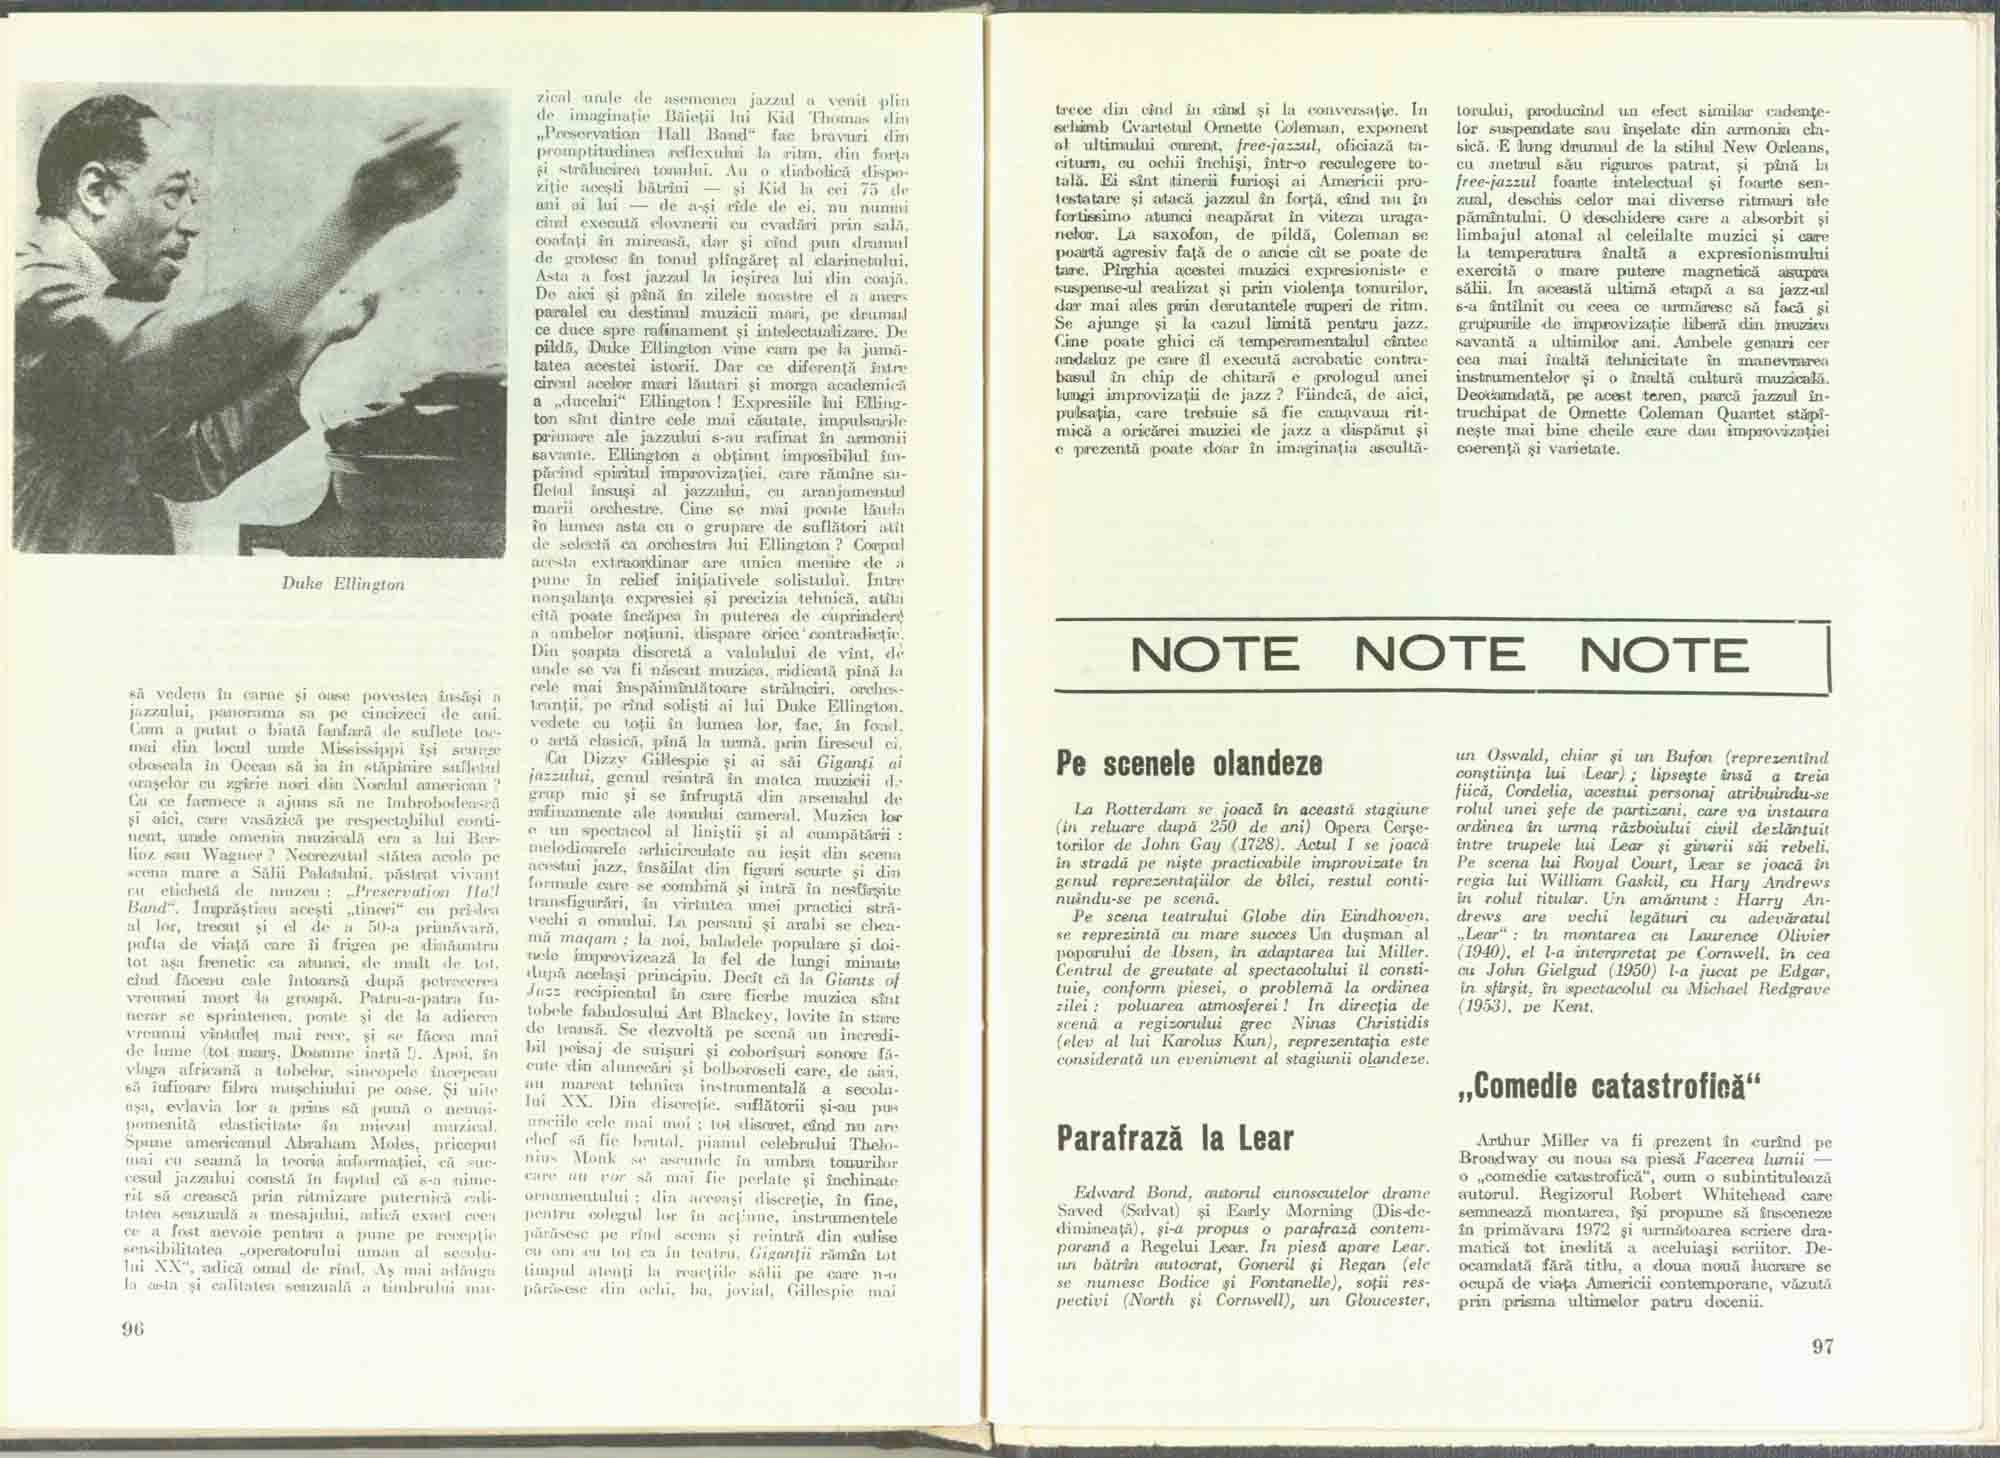 Duke Ellington
să vedem în carne și oase povestea însăși a
jazzului, panorama sa pe cincizeci de ani.
Cum a putut o biată fanfară de suflete toc-
mai din locul unde Mississippi își scurge
oboseala în Ocean să ia în stăpînire sufletul
orașelor cu zgîrie nori din Nordul american ?
Cu ce farmece a ajuns să ne îmbrobodească
și aici, care vasăzică pe respectabilul conti-
nent, unde omenia muzicală era a lui Ber-
lioz sau Wagner ? Necrezutul stătea acolo pe
scena mare a Sălii Palatului, păstrat vivant
cu etichetă de muzeu : „Preservation Hall
Band“. Împrăștiau acești „tineri“ cu prislea
al lor, trecut și el de a 50-a primăvară,
pofta de viață care îi frigea pe dinăuntru
tot așa frenetic ca atunci, de mult de tot,
cînd făceau cale întoarsă după petrecerea
vreunui mort la groapă. Patru-a-patra fu-
nerar se sprintenea, poate și de la adierea
vreunui vîntuleț mai rece, și se făcea mai
de lume (tot marș, Doamne iartă !). Apoi, în
vlaga africană a tobelor, sincopele începeau
să înfioare fibra mușchiului pe oase. Și uite
așa, evlavia lor a prins să pună o nemai-
pomenită elasticitate în miezul muzical.
Spune americanul Abraham Moles, priceput
mai cu seamă la teoria informației, că suc-
cesul jazzului constă în faptul că s-a nime-
rit să crească prin ritmizare puternică cali-
tatea senzuală a mesajului, adică exact ceea
ce a fost nevoie pentru a pune pe recepție
sensibilitatea „operatorului uman al secolu-
lui XX“, adică omul de rînd. Aș mai adăuga
la asta și calitatea senzuală a timbrului mu-
zical unde de asemenea jazzul a venit plin
de imaginație Băieții lui Kid Thomas din
„Preservation Hall Band“ fac bravuri din
promptitudinea reflexului la ritm, din forța
și strălucirea tonului. Au o diabolică dispo-
ziție acești bătrîni — și Kid la cei 75 de
ani ai lui — de a-și rîde de ei, nu numai
cînd execută clovnerii cu evadări prin sală,
coafați în mireasă, dar și cînd pun dramul
de grotesc în tonul plîngăreț al clarinetului.
Asta a fost jazzul la ieșirea lui din coajă.
De aici și pînă în zilele noastre el a mers
paralel cu destinul muzicii mari, pe drumul
ce duce spre rafinament și intelectualizare. De
pildă, Duke Ellington vine cam pe la jumă-
tatea acestei istorii. Dar ce diferență între
circul acelor mari lăutari și morga academică
a „ducelui“ Ellington ! Expresiile lui Elling-
ton sînt dintre cele mai căutate, impulsurile
primare ale jazzului s-au rafinat în armonii
savante. Ellington a obținut imposibilul îm-
păcînd spiritul improvizației, care rămîne su-
fletul însuși al jazzului, cu aranjamentul
marii orchestre. Cine se mai poate lăuda
în lumea asta cu o grupare de suflători atît
de selectă ca orchestra lui Ellington ? Corpul
acesta extraordinar are unica menire de a
pune în relief inițiativele solistului. Între
nonșalanța expresiei și precizia tehnică, atîta
cîtă poate încăpea în puterea de cuprindere
a ambelor noțiuni, dispare orice contradicție.
Din șoapta discretă a valului de vînt, de
unde se va fi născut muzica, ridicată pînă la
cele mai înspăimîntătoare străluciri, orches-
tranții, pe rînd soliști ai lui Duke Ellington,
vedete cu toții în lumea lor, fac, în fond,
o artă clasică, pînă la urmă, prin firescul ei.
Cu Dizzy Gillespie și ai săi Giganți ai
jazzului, genul reintră în matca muzicii de
grup mic și se înfruptă din arsenalul de
rafinamente ale tonului cameral. Muzica lor
e un spectacol al liniștii și al cumpătării :
melodioarele arhicirculate au ieșit din scena
acestui jazz, însăilat din figuri scurte și din
formule care se combină și intră în nesfîrșite
transfigurări, în virtutea unei practici stră-
vechi a omului. La persani și arabi se chea-
mă maqam ; la noi, baladele populare și doi-
nele improvizează la fel de lungi minute
după același principiu. Decît că la Giants of
Jazz recipientul în care fierbe muzica sînt
tobele fabulosului Art Blackey, lovite în stare
de transă. Se dezvoltă pe scenă un incredi-
bil peisaj de suișuri și coborîșuri sonore fă-
cute din alunecări și bolboroseli care, de aici,
au marcat tehnica instrumentală a secolu-
lui XX. Din discreție, suflătorii și-au pus
anciile cele mai moi ; tot discret, cînd nu are
chef să fie brutal, pianul celebrului Thelo-
nius Monk se ascunde în umbra tonurilor
care nu vor să mai fie perlate și închinate
ornamentului ; din aceeași discreție, în fine,
pentru colegul lor în acțiune, instrumentele
părăsesc pe rînd scena și reintră din culise
cu om cu tot ca în teatru. Giganții rămîn tot
timpul atenți la reacțiile sălii pe care n-o
părăsesc din ochi, ba, jovial, Gillespie mai
96
trece din cînd în cînd și la conversație. In
schimb Cvartetul Ornette Coleman, exponent
al ultimului curent, free-jazzul, oficiază ta-
citurn, cu ochii închiși, într-o reculegere to-
tală. Ei sînt tinerii furioși ai Americii pro-
testatare și atacă jazzul în forță, cînd nu în
fortissimo atunci neapărat în viteza uraga-
nelor. La saxofon, de pildă, Coleman se
poartă agresiv față de o ancie cît se poate de
tare. Pîrghia acestei muzici expresioniste e
suspense-ul realizat și prin violența tonurilor,
dar mai ales prin derutantele ruperi de ritm.
Se ajunge și la cazul limită pentru jazz.
Cine poate ghici că temperamentalul cîntec
andaluz pe care îl execută acrobatic contra-
basul în chip de chitară e prologul unei
lungi improvizații de jazz ? Fiindcă, de aici,
pulsația, care trebuie să fie canavaua rit-
mică a oricărei muzici de jazz a dispărut și
e prezentă poate doar în imaginația ascultă-
torului, producînd un efect similar cadențe-
lor suspendate sau înșelate din armonia cla-
sică. E lung drumul de la stilul New Orleans,
cu metrul său riguros patrat, și pînă la
free-jazzul foarte intelectual și foarte sen-
zual, deschis celor mai diverse ritmuri ale
pămîntului. O deschidere care a absorbit și
limbajul atonal al celeilalte muzici și care
la temperatura înaltă a expresionismului
exercită o mare putere magnetică asupra
sălii. In această ultimă etapă a sa jazz-ul
s-a întîlnit cu ceea ce urmăresc să facă și
grupurile de improvizație liberă din muzica
savantă a ultimilor ani. Ambele genuri cer
cea mai înaltă tehnicitate în manevrarea
instrumentelor și o înaltă cultură muzicală.
Deocamdată, pe acest teren, parcă jazzul în-
truchipat de Ornette Coleman Quartet stăpî-
nește mai bine cheile care dau improvizației
coerență și varietate.
NOTE NOTE NOTE
Pe scenele olandeze
La Rotterdam se joacă în această stagiune
(în reluare după 250 de ani) Opera Cerșe-
torilor de John Gay (1728). Actul I se joacă
în stradă pe niște practicabile improvizate în
genul reprezentațiilor de bîlci, restul conti-
nuîndu-se pe scenă.
Pe scena teatrului Globe din Eindhoven,
se reprezintă cu mare succes Un dușman al
poporului de Ibsen, în adaptarea lui Miller.
Centrul de greutate al spectacolului îl consti-
tuie, conform piesei, o problemă la ordinea
zilei : poluarea atmosferei ! In direcția de
scenă a regizorului grec Ninas Christidis
(elev al lui Karolus Kun), reprezentația este
considerată un eveniment al stagiunii olandeze.
Parafrază la Lear
Edward Bond, autorul cunoscutelor drame
Saved (Salvat) și Early Morning (Dis-de-
dimineață), și-a propus o parafrază contem-
porană a Regelui Lear. In piesă apare Lear,
un bătrîn autocrat, Goneril și Regan (ele
se numesc Bodice și Fontanelle), soții res-
pectivi (North și Cornwell), un Gloucester,
un Oswald, chiar și un Bufon (reprezentînd
conștiința lui Lear) ; lipsește însă a treia
fiică, Cordelia, acestui personaj atribuindu-se
rolul unei șefe de partizani, care va instaura
ordinea în urma războiului civil dezlănțuit
între trupele lui Lear și ginerii săi rebeli.
Pe scena lui Royal Court, Lear se joacă în
regia lui William Gaskil, cu Hary Andrews
în rolul titular. Un amănunt : Harry An-
drews are vechi legături cu adevăratul
„Lear“ : în montarea cu Laurence Olivier
(1940), el l-a interpretat pe Cornwell, în cea
cu John Gielgud (1950) l-a jucat pe Edgar,
în sfîrșit, în spectacolul cu Michael Redgrave
(1953), pe Kent.
„Comedie catastrofică“
Arthur Miller va fi prezent în curînd pe
Broadway cu noua sa piesă Facerea lumii —
o „comedie catastrofică“, cum o subintitulează
autorul. Regizorul Robert Whitehead care
semnează montarea, își propune să însceneze
în primăvara 1972 și următoarea scriere dra-
matică tot inedită a aceluiași scriitor. De-
ocamdată fără titlu, a doua nouă lucrare se
ocupă de viața Americii contemporane, văzută
prin prisma ultimelor patru decenii.
97